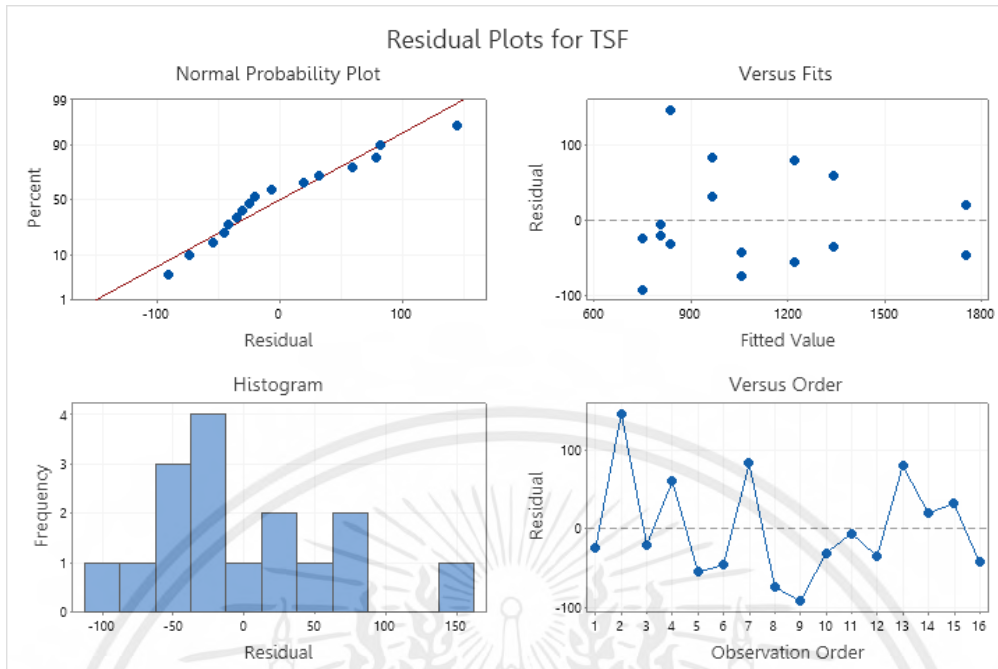 Residual Plots for TSF
Normal Probability Plot
99
90
50
10
1
Percent
-100 0 100
Residual
Versus Fits
100
0
-100
Residual
600 900 1200 1500 1800
Fitted Value
Histogram
4
3
2
1
0
Frequency
-100 -50 0 50 100 150
Residual
Versus Order
100
0
-100
Residual
1 2 3 4 5 6 7 8 9 10 11 12 13 14 15 16
Observation Order